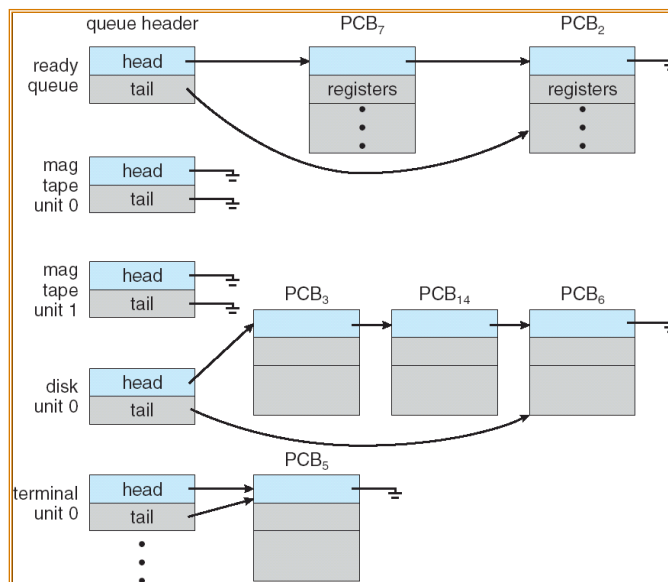 queue header PCB₇ PCB₂
ready
queue
head
tail
registers
registers
mag
tape
unit 0
head
tail
mag
tape
unit 1
head
tail
PCB₃ PCB₁₄ PCB₆
disk
unit 0
head
tail
PCB₅
terminal
unit 0
head
tail